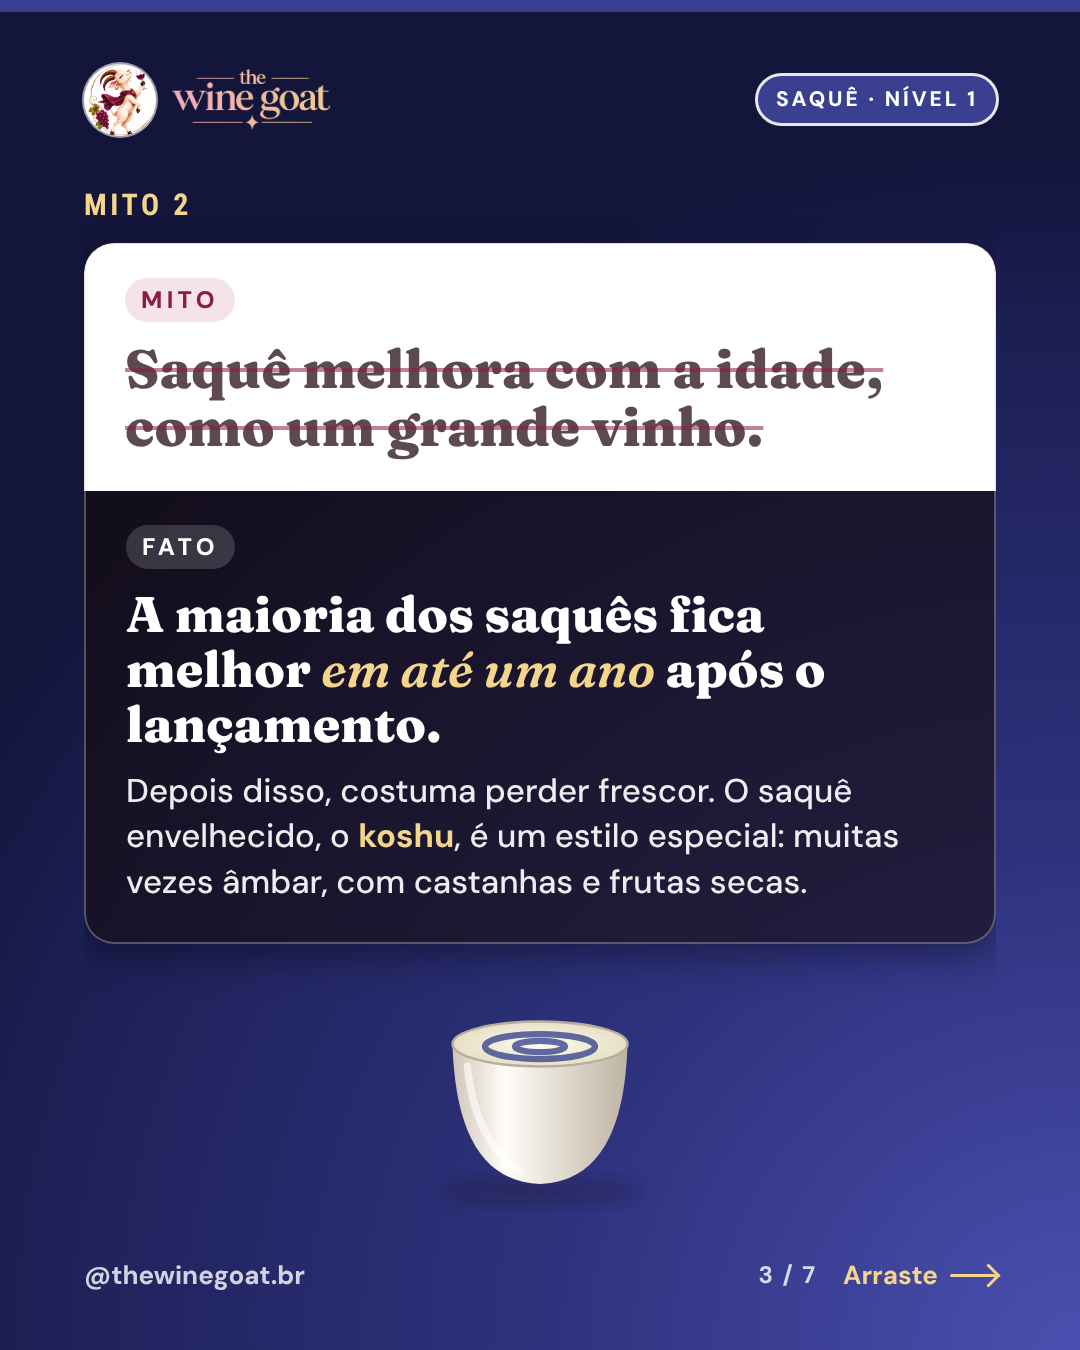 the
wine goat
SAQUÊ · NÍVEL 1
MITO 2
MITO
Saquê melhora com a idade,
como um grande vinho.
FATO
A maioria dos saquês fica
melhor em até um ano após o
lançamento.
Depois disso, costuma perder frescor. O saquê
envelhecido, o koshu, é um estilo especial: muitas
vezes âmbar, com castanhas e frutas secas.
@thewinegoat.br
3 / 7
Arraste